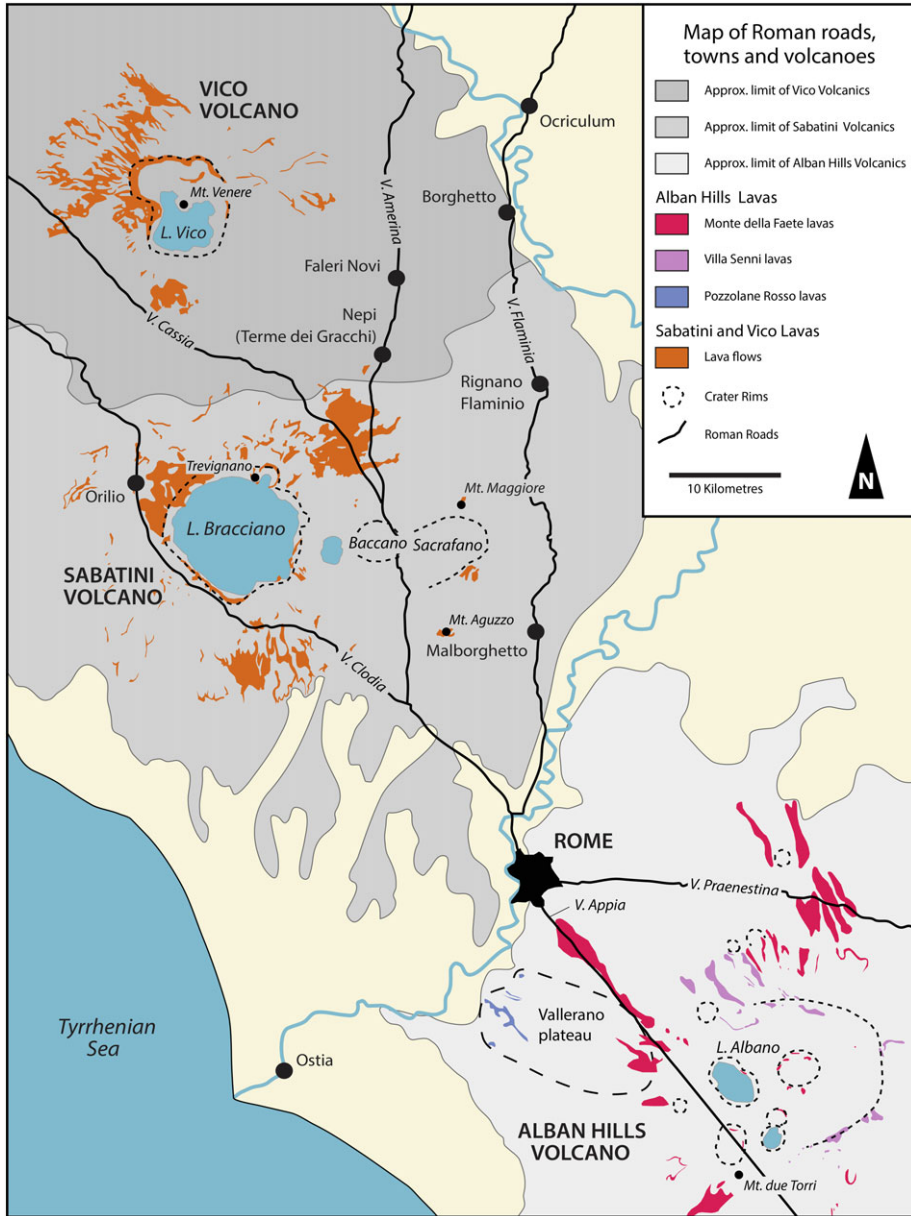 Map of Roman roads,
towns and volcanoes
Approx. limit of Vico Volcanics
Approx. limit of Sabatini Volcanics
Approx. limit of Alban Hills Volcanics
Alban Hills Lavas
Monte della Faete lavas
Villa Senni lavas
Pozzolane Rosso lavas
Sabatini and Vico Lavas
Lava flows
Crater Rims
Roman Roads
10 Kilometres
N
VICO
VOLCANO
Mt. Venere
L. Vico
V. Amerina
Ocriculum
Borghetto
Faleri Novi
V. Cassia
Nepi
(Terme dei Gracchi)
V. Flaminia
Rignano
Flaminio
Trevignano
Orilio
L. Bracciano
Mt. Maggiore
Baccano
Sacrafano
SABATINI
VOLCANO
Mt. Aguzzo
Malborghetto
V. Clodia
ROME
V. Praenestina
V. Appia
Vallerano
plateau
Tyrrhenian
Sea
Ostia
L. Albano
ALBAN HILLS
VOLCANO
Mt. due Torri